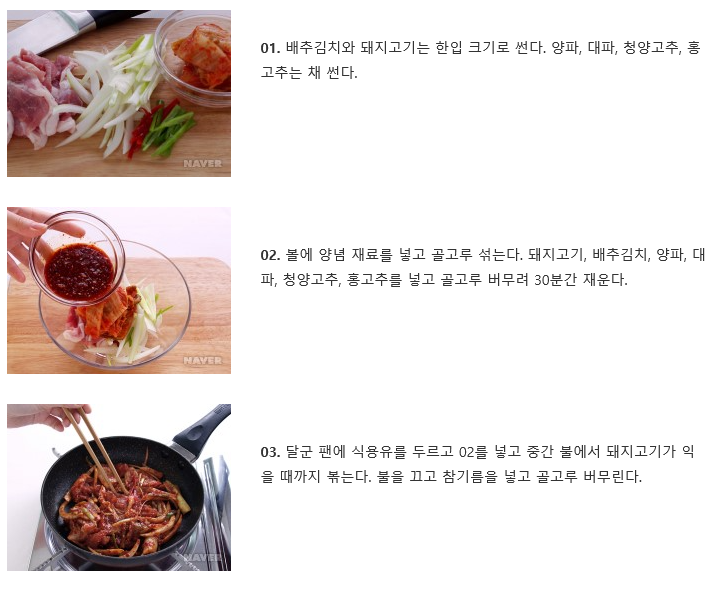 NAVER
01. 배추김치와 돼지고기는 한입 크기로 썬다. 양파, 대파, 청양고추, 홍
고추는 채 썬다.
NAVER
02. 볼에 양념 재료를 넣고 골고루 섞는다. 돼지고기, 배추김치, 양파, 대
파, 청양고추, 홍고추를 넣고 골고루 버무려 30분간 재운다.
NAVER
03. 달군 팬에 식용유를 두르고 02를 넣고 중간 불에서 돼지고기가 익
을 때까지 볶는다. 불을 끄고 참기름을 넣고 골고루 버무린다.